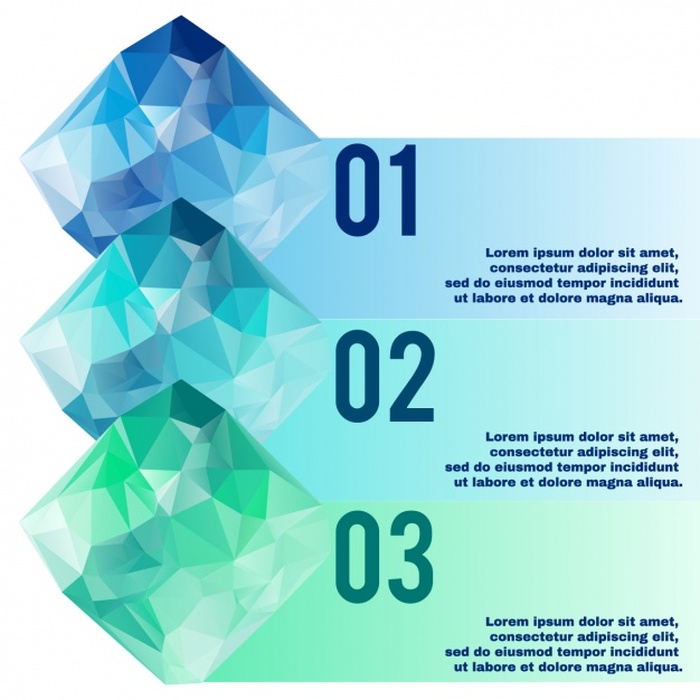 01
Lorem ipsum dolor sit amet,
consectetur adipiscing elit,
sed do eiusmod tempor incididunt
ut labore et dolore magna aliqua.
02
Lorem ipsum dolor sit amet,
consectetur adipiscing elit,
sed do eiusmod tempor incididunt
ut labore et dolore magna aliqua.
03
Lorem ipsum dolor sit amet,
consectetur adipiscing elit,
sed do eiusmod tempor incididunt
ut labore et dolore magna aliqua.